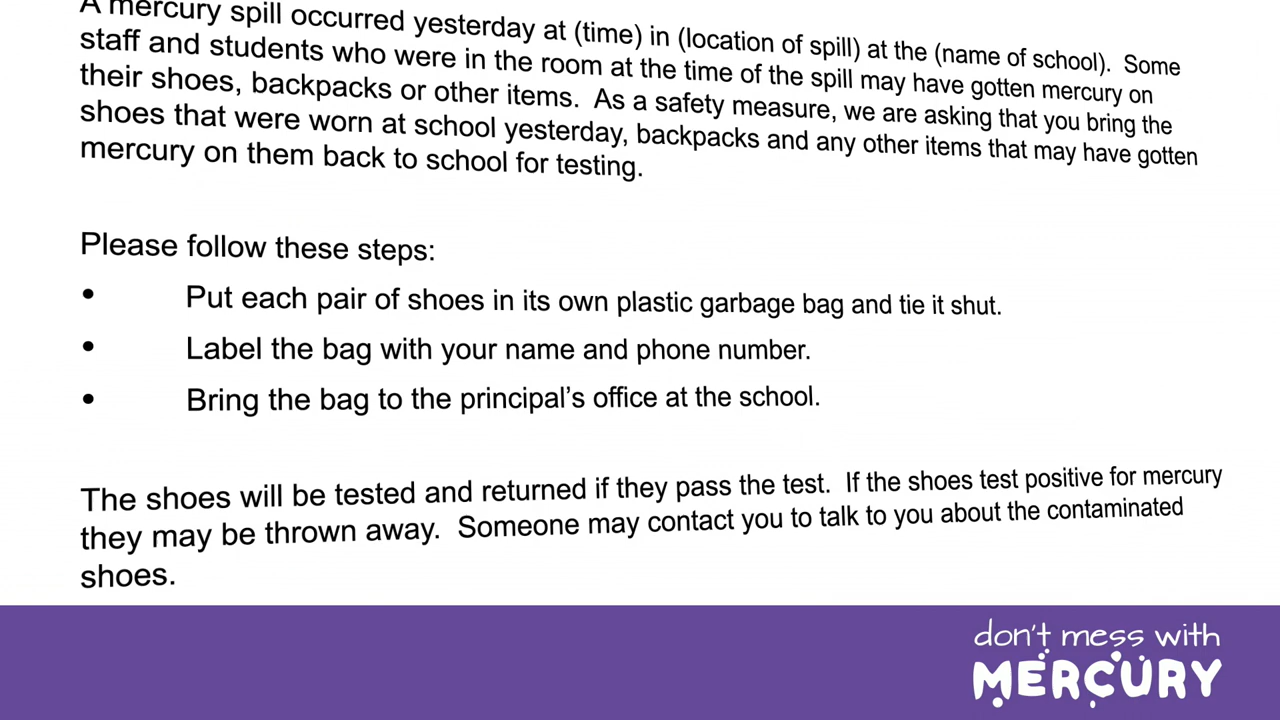 A mercury spill occurred yesterday at (time) in (location of spill) at the (name of school).  Some
staff and students who were in the room at the time of the spill may have gotten mercury on
their shoes, backpacks or other items.  As a safety measure, we are asking that you bring the
shoes that were worn at school yesterday, backpacks and any other items that may have gotten
mercury on them back to school for testing.
Please follow these steps:
• Put each pair of shoes in its own plastic garbage bag and tie it shut.
• Label the bag with your name and phone number.
• Bring the bag to the principal’s office at the school.
The shoes will be tested and returned if they pass the test.  If the shoes test positive for mercury
they may be thrown away.  Someone may contact you to talk to you about the contaminated
shoes.
don't mess with
MERCURY